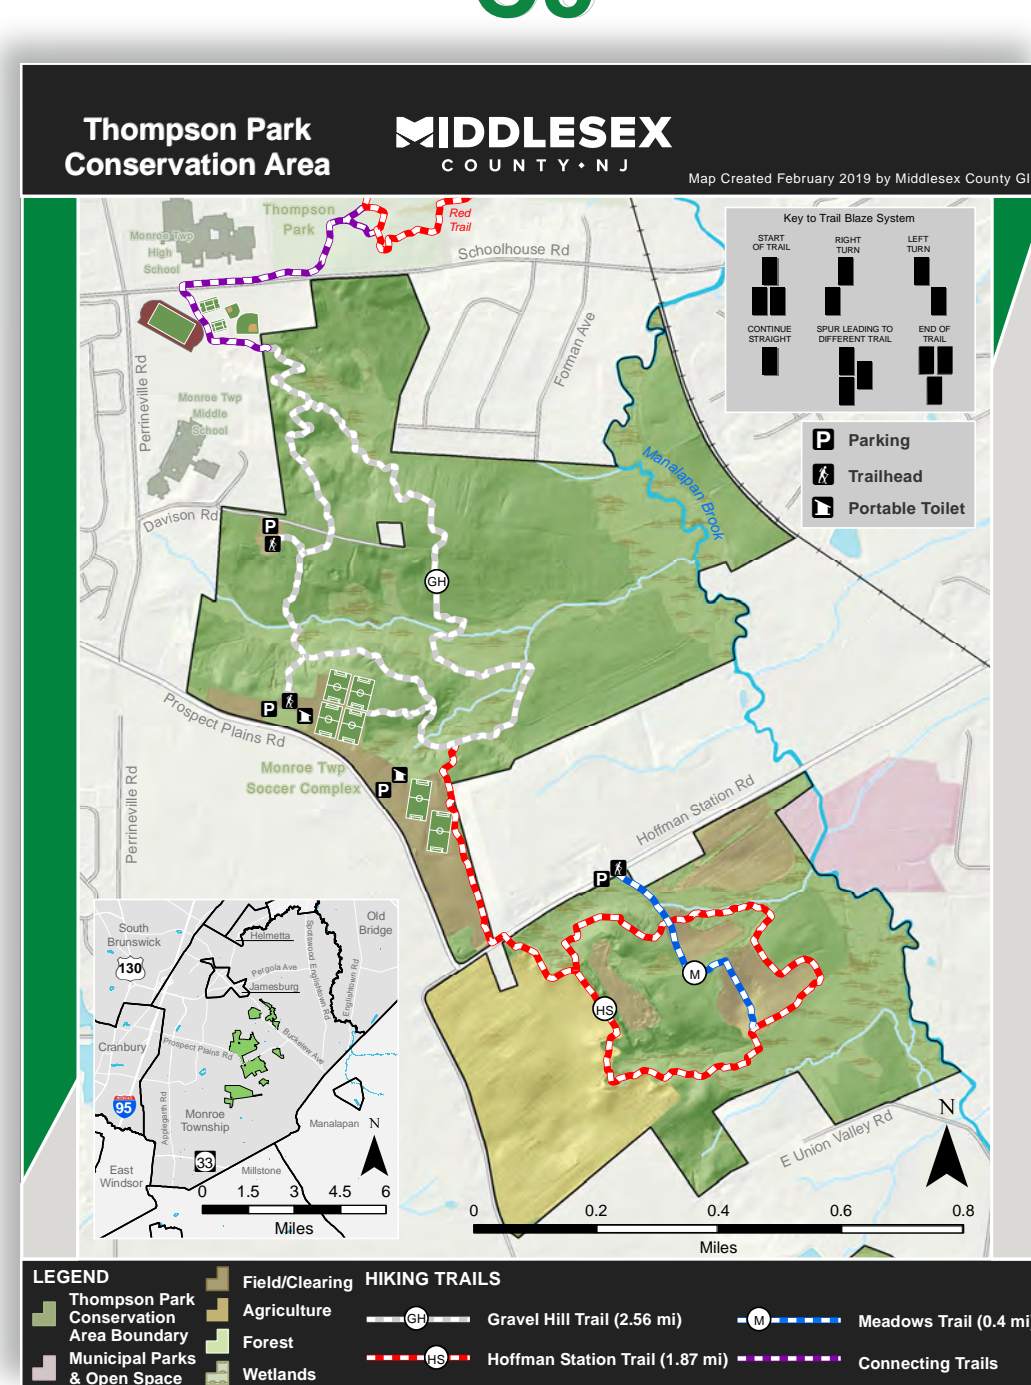 Thompson Park
Conservation Area
MIDDLESEX
COUNTY • NJ
Map Created February 2019 by Middlesex County GI
Key to Trail Blaze System
START
OF TRAIL
RIGHT
TURN
LEFT
TURN
CONTINUE
STRAIGHT
SPUR LEADING TO
DIFFERENT TRAIL
END OF
TRAIL
P Parking
Trailhead
Portable Toilet
Thompson
Park
Red
Trail
Monroe Twp
High
School
Schoolhouse Rd
Forman Ave
Perrineville Rd
Monroe Twp
Middle
School
Manalapan Brook
Davison Rd
P
GH
P
Prospect Plains Rd
Monroe Twp
Soccer Complex
P
Perrineville Rd
Hoffman Station Rd
P
M
HS
E Union Valley Rd
N
0 0.2 0.4 0.6 0.8
Miles
South
Brunswick
Old
Bridge
Helmetta
130
Pergola Ave
Spotswood Englishtown Rd
Englishtown Rd
Jamesburg
Cranbury
Prospect Plains Rd
Buckelew Ave
95
Applegarth Rd
Monroe
Township
Manalapan
N
33
East
Windsor
Millstone
0 1.5 3 4.5 6
Miles
LEGEND
Thompson Park
Conservation
Area Boundary
Municipal Parks
& Open Space
Field/Clearing
Agriculture
Forest
Wetlands
HIKING TRAILS
GH Gravel Hill Trail (2.56 mi)
HS Hoffman Station Trail (1.87 mi)
M Meadows Trail (0.4 mi)
Connecting Trails